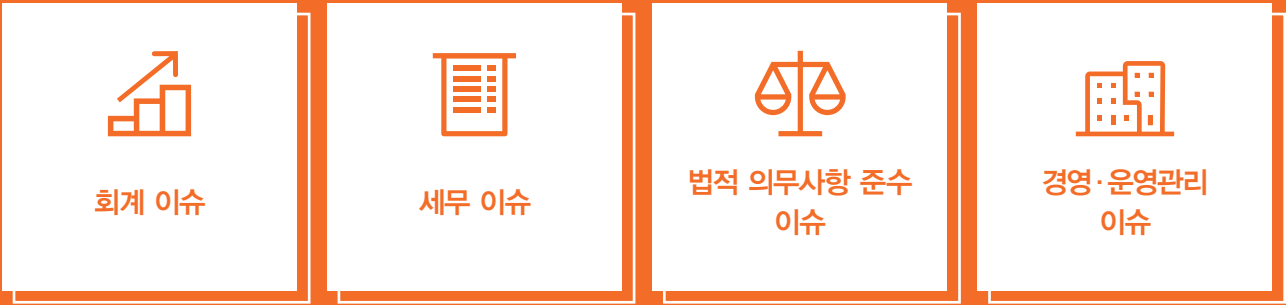 회계 이슈
세무 이슈
법적 의무사항 준수
이슈
경영·운영관리
이슈